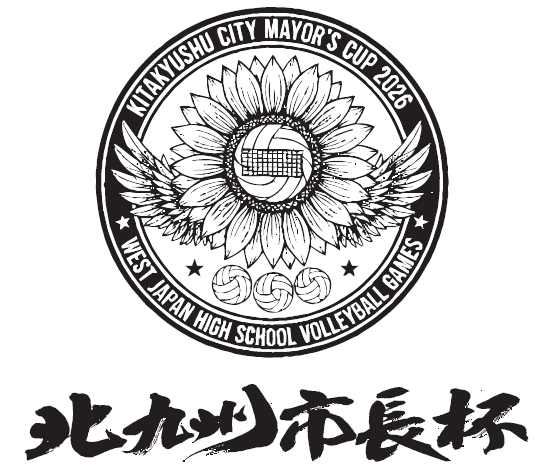 KITAKYUSHU CITY MAYOR'S CUP 2026
WEST JAPAN HIGH SCHOOL VOLLEYBALL GAMES
北九州市長杯